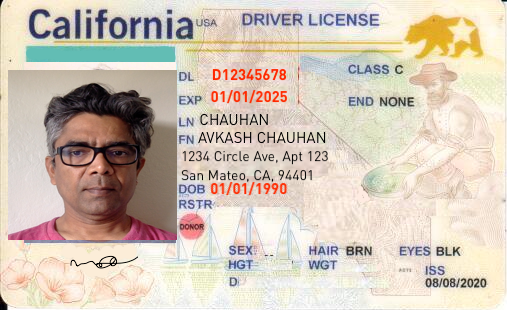 California USA DRIVER LICENSE
DL D12345678 CLASS C
EXP 01/01/2025 END NONE
LN CHAUHAN
FN AVKASH CHAUHAN
1234 Circle Ave, Apt 123
San Mateo, CA, 94401
DOB 01/01/1990
RSTR
DONOR
SEX HAIR BRN EYES BLK
HGT WGT
ISS
D 08/08/2020